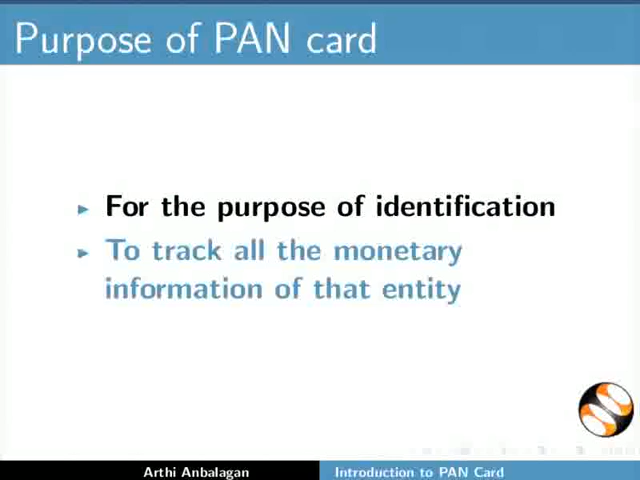 Purpose of PAN card
For the purpose of identification
To track all the monetary
information of that entity
Arthi Anbalagan
Introduction to PAN Card